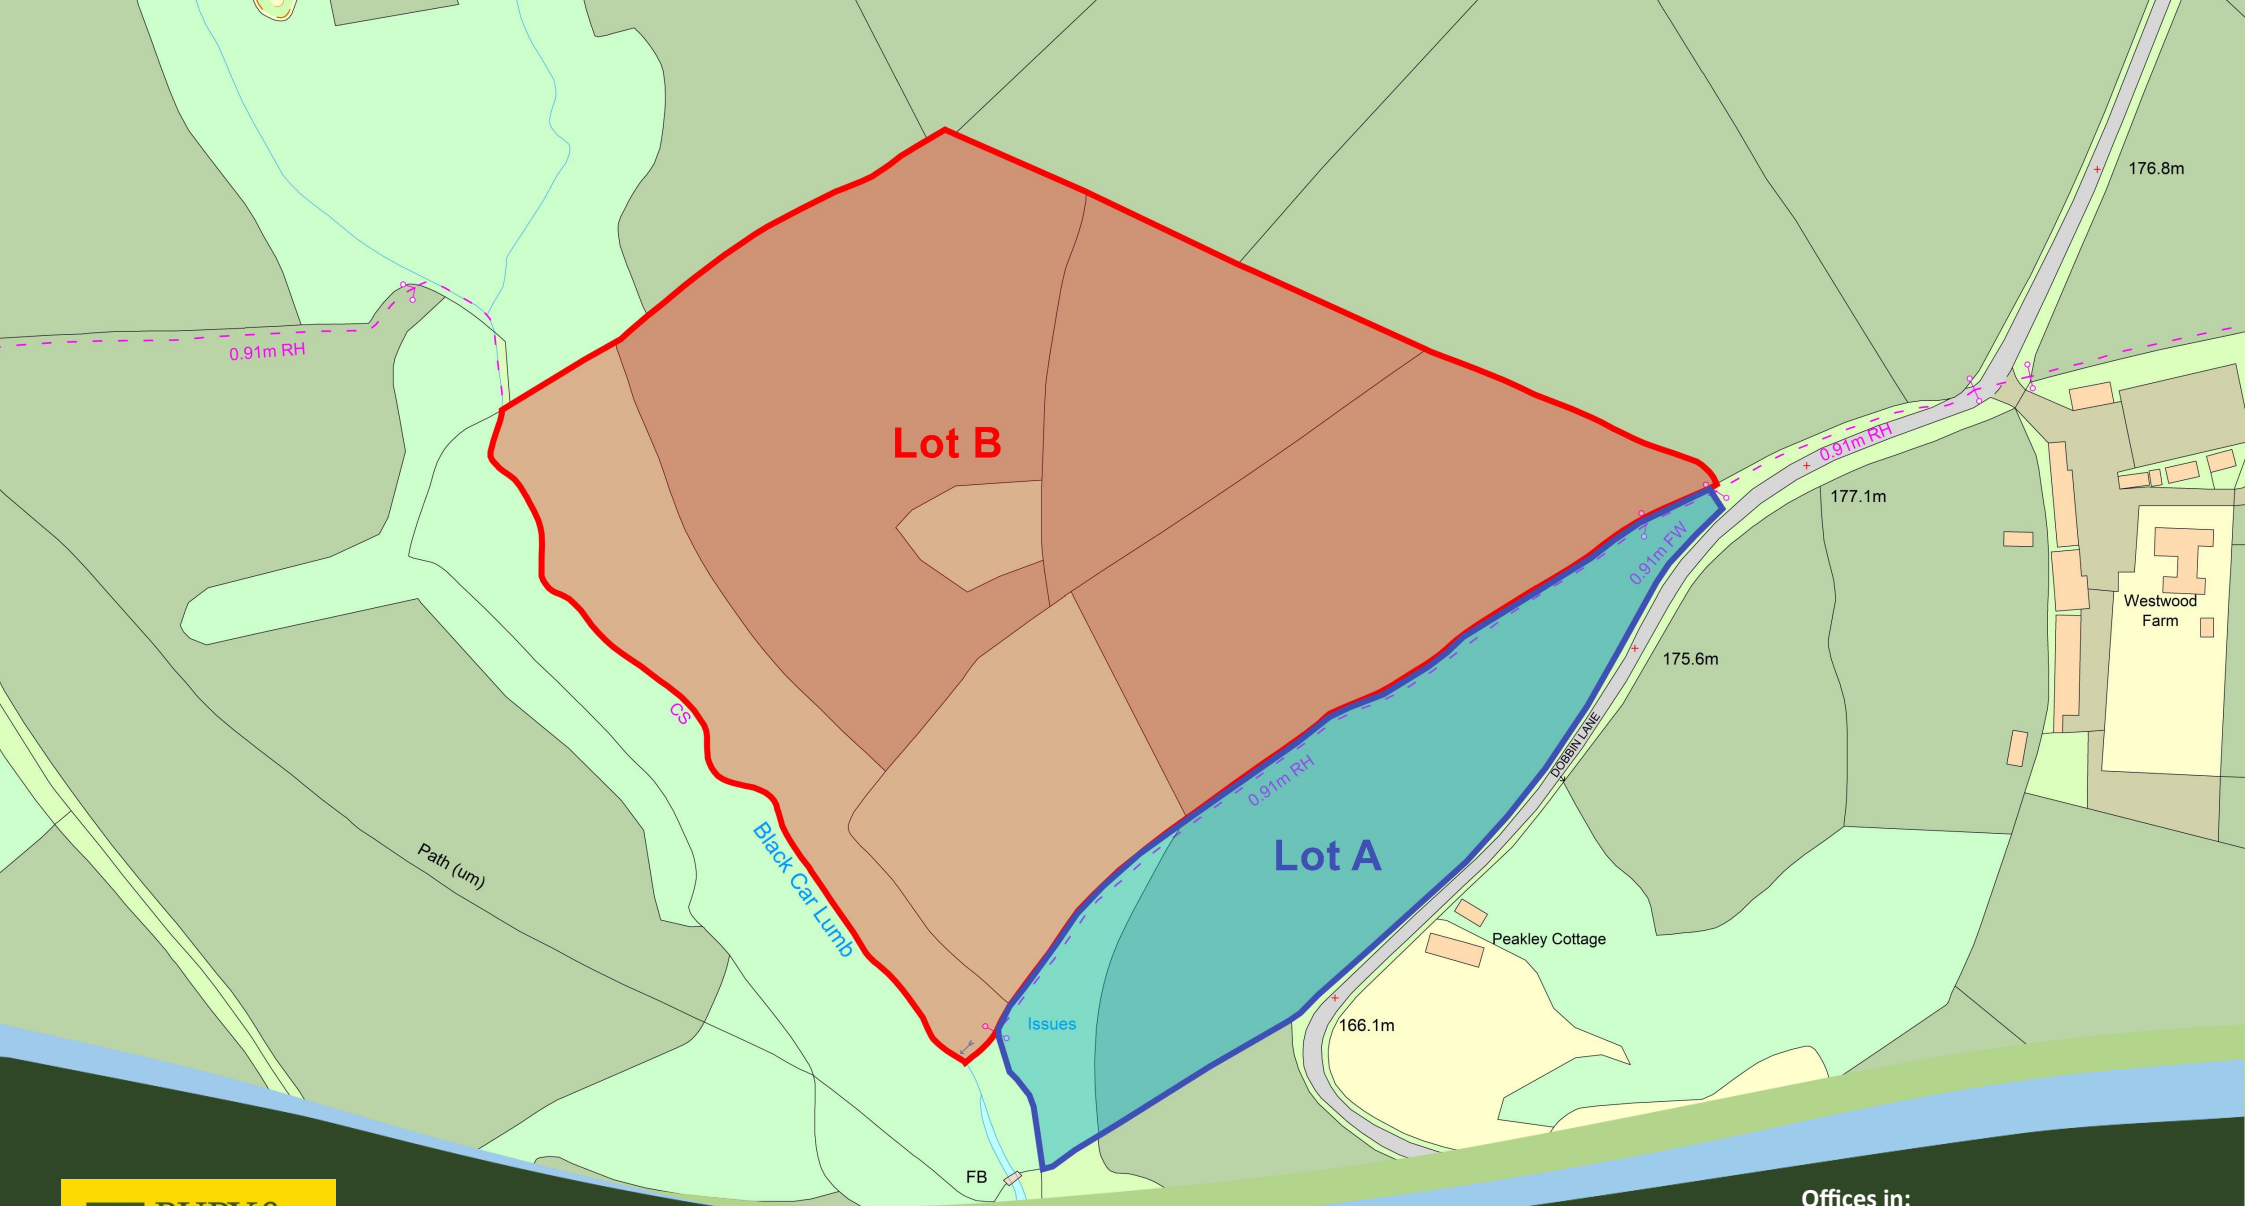 176.8m
0.91m RH
Lot B
0.91m RH
177.1m
0.91m FW
Westwood
Farm
175.6m
CS
DOBBIN LANE
0.91m RH
Path (um)
Black Car Lumb
Lot A
Peakley Cottage
Issues
166.1m
FB
Offices in: